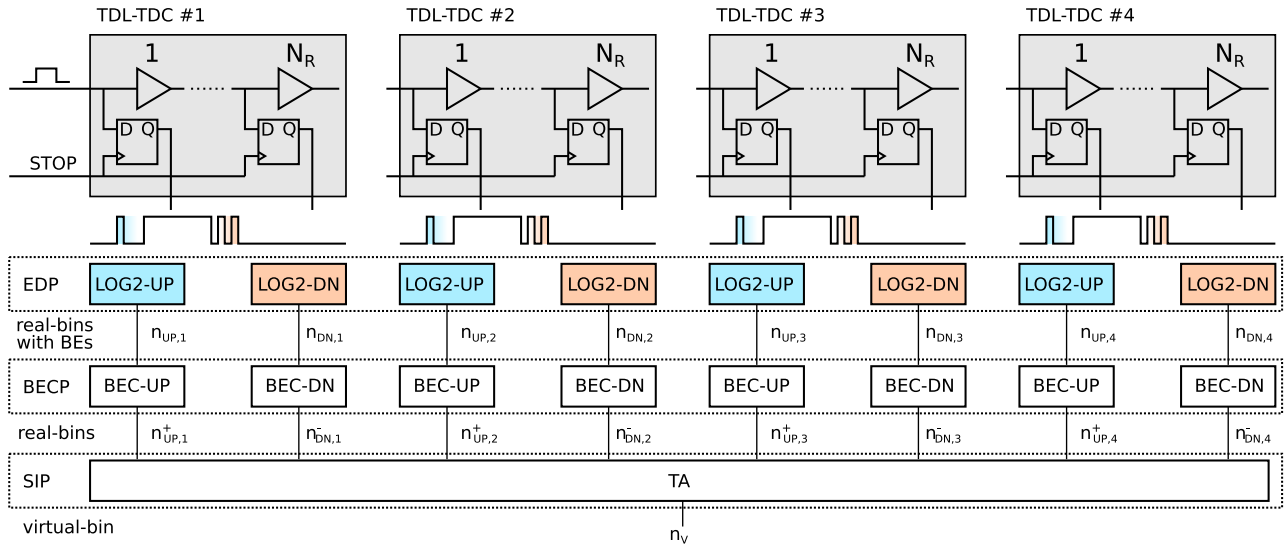 TDL-TDC #1 TDL-TDC #2 TDL-TDC #3 TDL-TDC #4
1 N_R 1 N_R 1 N_R 1 N_R
D Q D Q D Q D Q D Q D Q D Q D Q
STOP
EDP LOG2-UP LOG2-DN LOG2-UP LOG2-DN LOG2-UP LOG2-DN LOG2-UP LOG2-DN
real-bins
with BEs
n_UP,1 n_DN,1 n_UP,2 n_DN,2 n_UP,3 n_DN,3 n_UP,4 n_DN,4
BECP BEC-UP BEC-DN BEC-UP BEC-DN BEC-UP BEC-DN BEC-UP BEC-DN
real-bins n⁺_UP,1 n⁻_DN,1 n⁺_UP,2 n⁻_DN,2 n⁺_UP,3 n⁻_DN,3 n⁺_UP,4 n⁻_DN,4
SIP TA
virtual-bin
n_V